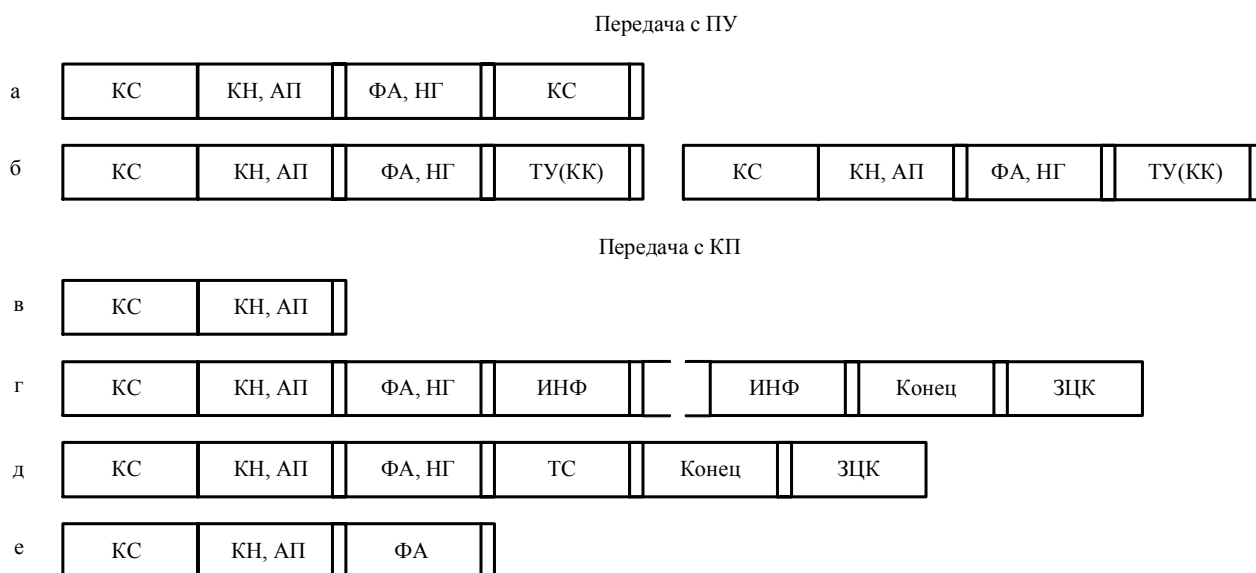 Передача с ПУ
а КС КН, АП ФА, НГ КС
б КС КН, АП ФА, НГ ТУ(КК) КС КН, АП ФА, НГ ТУ(КК)
Передача с КП
в КС КН, АП
г КС КН, АП ФА, НГ ИНФ ИНФ Конец ЗЦК
д КС КН, АП ФА, НГ ТС Конец ЗЦК
е КС КН, АП ФА